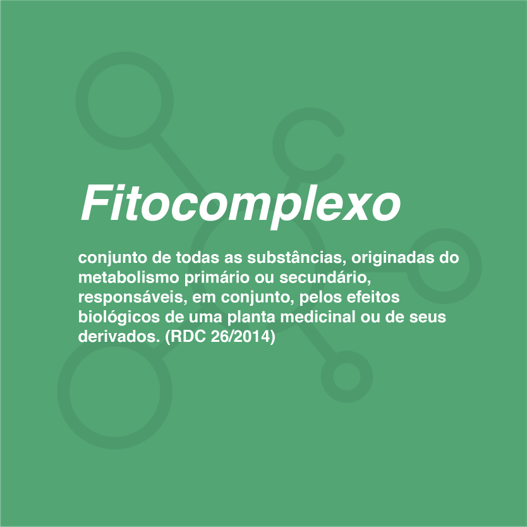 Fitocomplexo
conjunto de todas as substâncias, originadas do
metabolismo primário ou secundário,
responsáveis, em conjunto, pelos efeitos
biológicos de uma planta medicinal ou de seus
derivados. (RDC 26/2014)